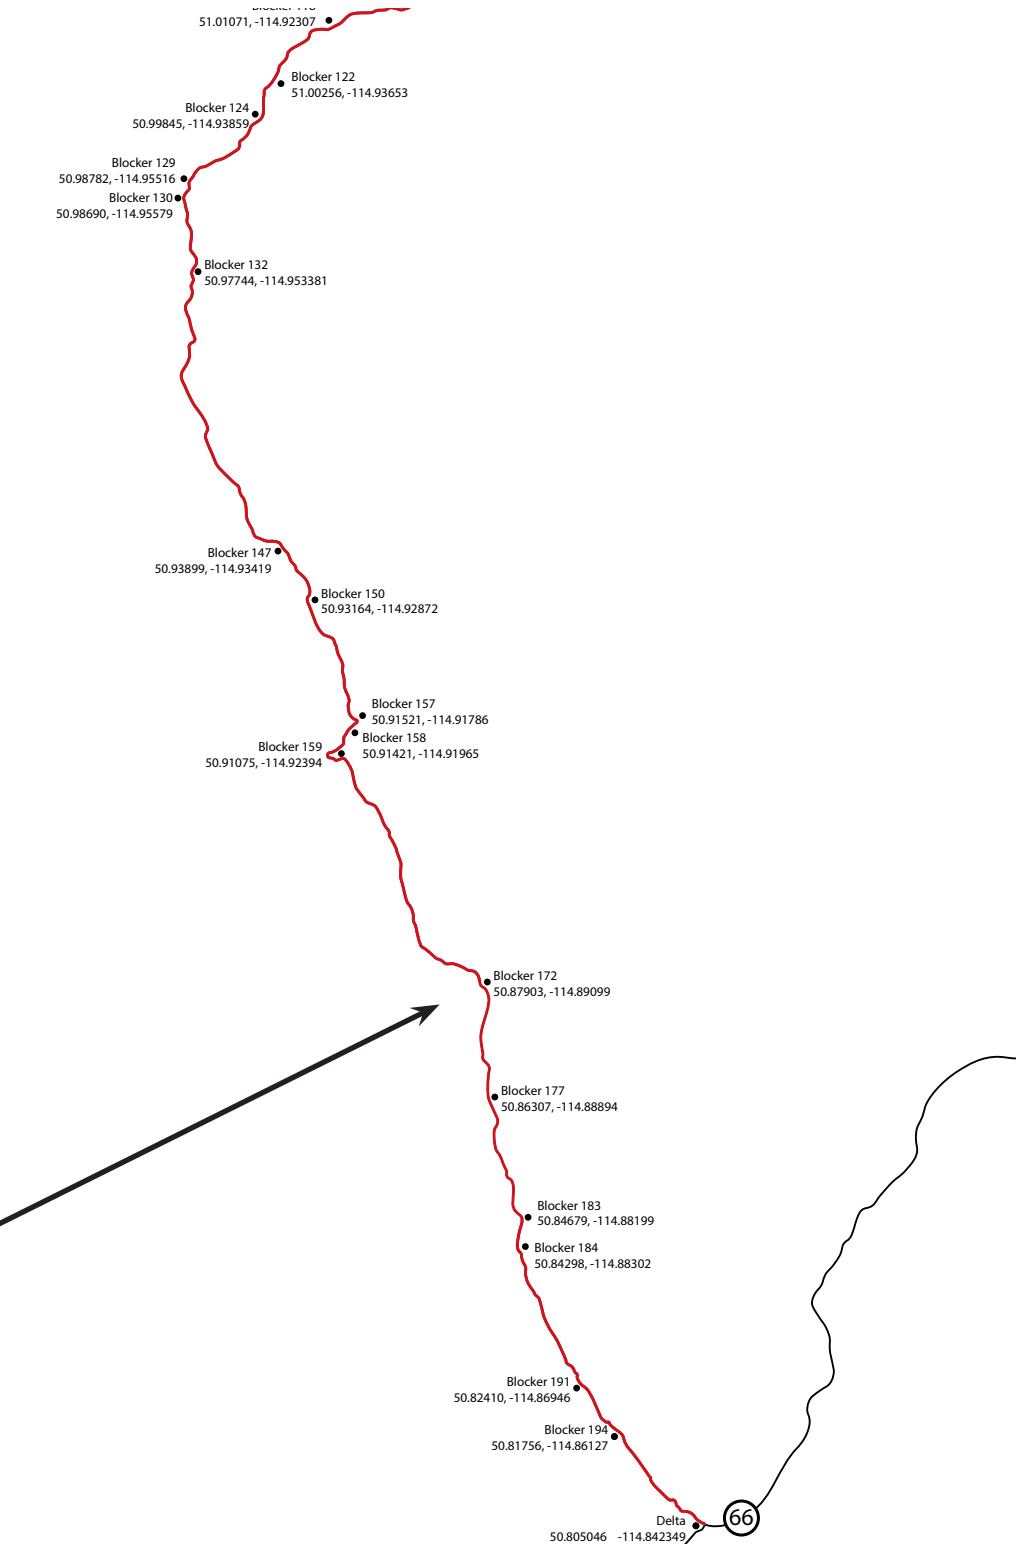 51.01071, -114.92307
Blocker 122
51.00256, -114.93653
Blocker 124
50.99845, -114.93859
Blocker 129
50.98782, -114.95516
Blocker 130
50.98690, -114.95579
Blocker 132
50.97744, -114.953381
Blocker 147
50.93899, -114.93419
Blocker 150
50.93164, -114.92872
Blocker 157
50.91521, -114.91786
Blocker 158
50.91421, -114.91965
Blocker 159
50.91075, -114.92394
Blocker 172
50.87903, -114.89099
Blocker 177
50.86307, -114.88894
Blocker 183
50.84679, -114.88199
Blocker 184
50.84298, -114.88302
Blocker 191
50.82410, -114.86946
Blocker 194
50.81756, -114.86127
Delta
50.805046 -114.842349
66